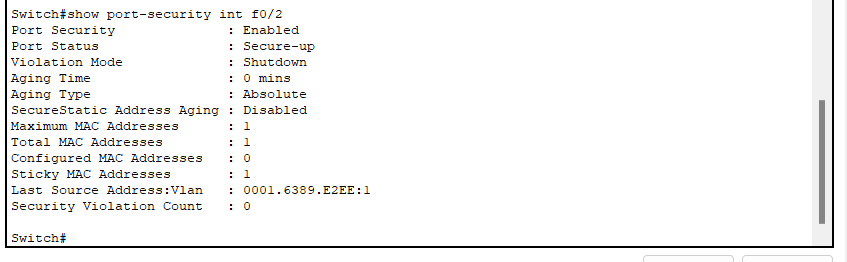 Switch#show port-security int f0/2
Port Security : Enabled
Port Status : Secure-up
Violation Mode : Shutdown
Aging Time : 0 mins
Aging Type : Absolute
SecureStatic Address Aging : Disabled
Maximum MAC Addresses : 1
Total MAC Addresses : 1
Configured MAC Addresses : 0
Sticky MAC Addresses : 1
Last Source Address:Vlan : 0001.6389.E2EE:1
Security Violation Count : 0
Switch#